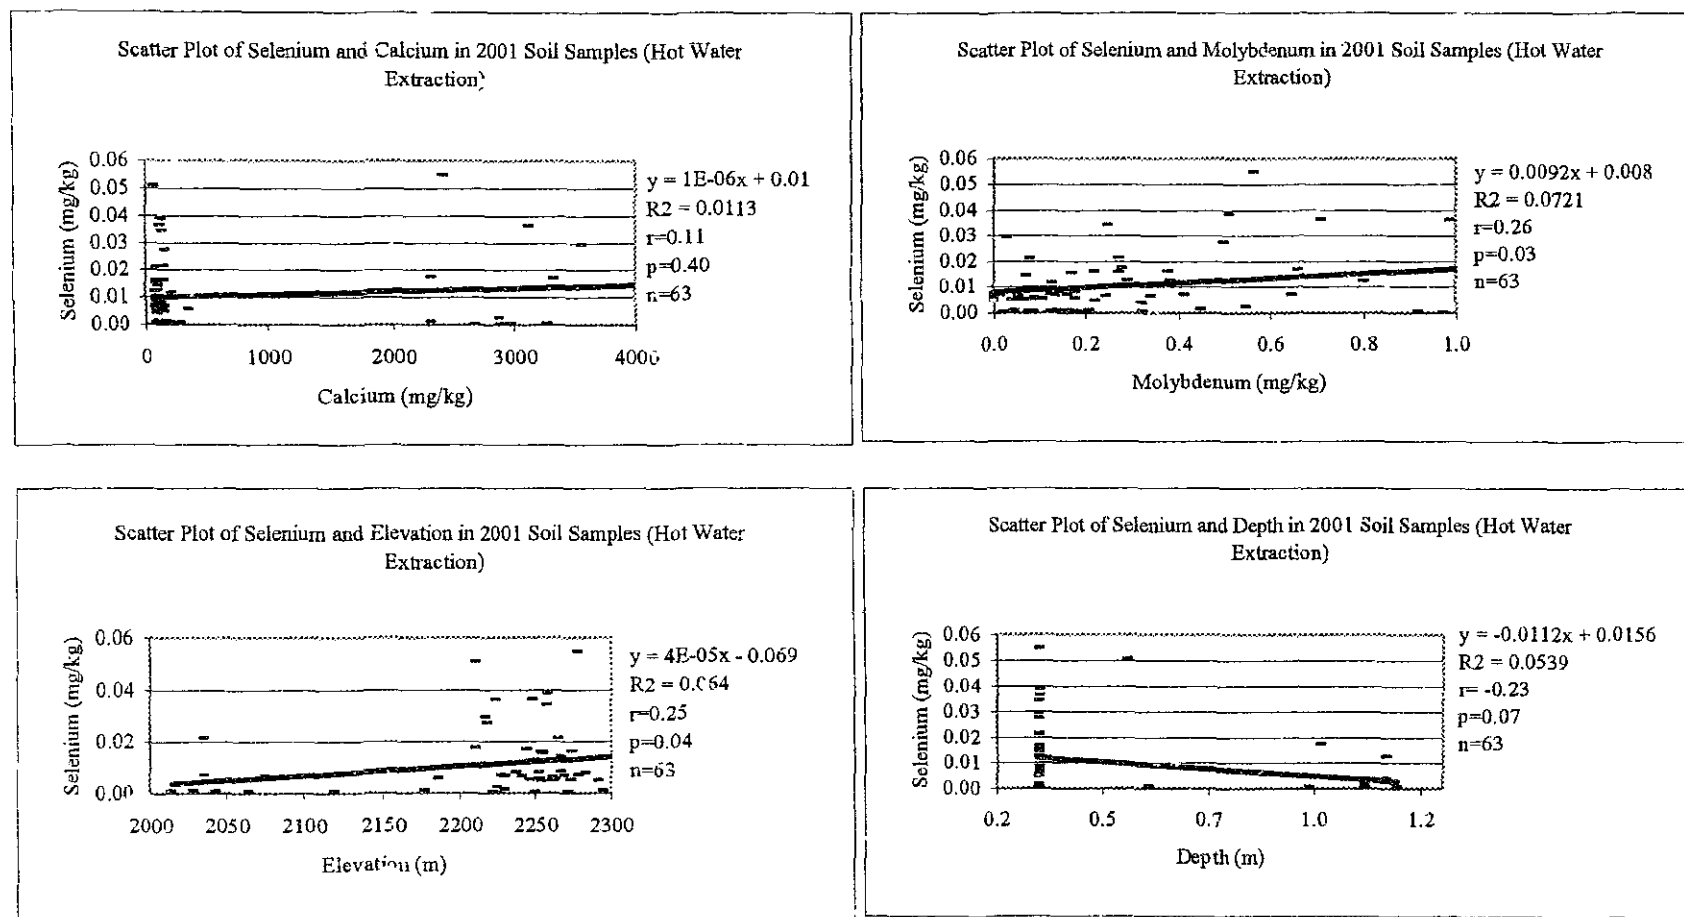 Scatter Plot of Selenium and Calcium in 2001 Soil Samples (Hot Water
Extraction)
Selenium (mg/kg)
0.06
0.05
0.04
0.03
0.02
0.01
0.00
0
1000
2000
3000
4000
Calcium (mg/kg)
y = 1E-06x + 0.01
R2 = 0.0113
r=0.11
p=0.40
n=63
Scatter Plot of Selenium and Molybdenum in 2001 Soil Samples (Hot Water
Extraction)
Selenium (mg/kg)
0.06
0.05
0.04
0.03
0.02
0.01
0.00
0.0
0.2
0.4
0.6
0.8
1.0
Molybdenum (mg/kg)
y = 0.0092x + 0.008
R2 = 0.0721
r=0.26
p=0.03
n=63
Scatter Plot of Selenium and Elevation in 2001 Soil Samples (Hot Water
Extraction)
Selenium (mg/kg)
0.06
0.04
0.02
0.00
2000
2050
2100
2150
2200
2250
2300
Elevation (m)
y = 4E-05x - 0.069
R2 = 0.064
r=0.25
p=0.04
n=63
Scatter Plot of Selenium and Depth in 2001 Soil Samples (Hot Water
Extraction)
Selenium (mg/kg)
0.06
0.05
0.04
0.03
0.02
0.01
0.00
0.2
0.5
0.7
1.0
1.2
Depth (m)
y = -0.0112x + 0.0156
R2 = 0.0539
r= -0.23
p=0.07
n=63